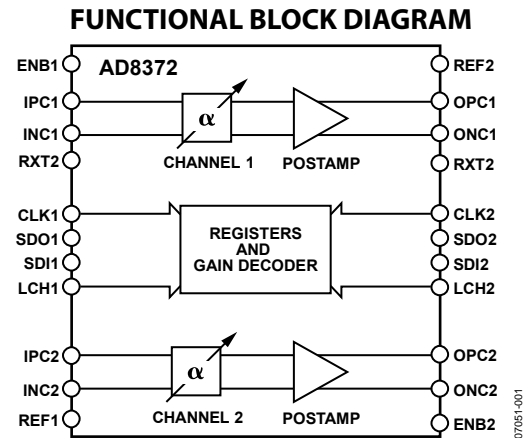 FUNCTIONAL BLOCK DIAGRAM
AD8372
ENB1
REF2
IPC1
OPC1
α
INC1
ONC1
RXT2
RXT2
CHANNEL 1
POSTAMP
CLK1
CLK2
REGISTERS
AND
GAIN DECODER
SDO1
SDO2
SDI1
SDI2
LCH1
LCH2
IPC2
OPC2
α
INC2
ONC2
REF1
CHANNEL 2
POSTAMP
ENB2
07051-001